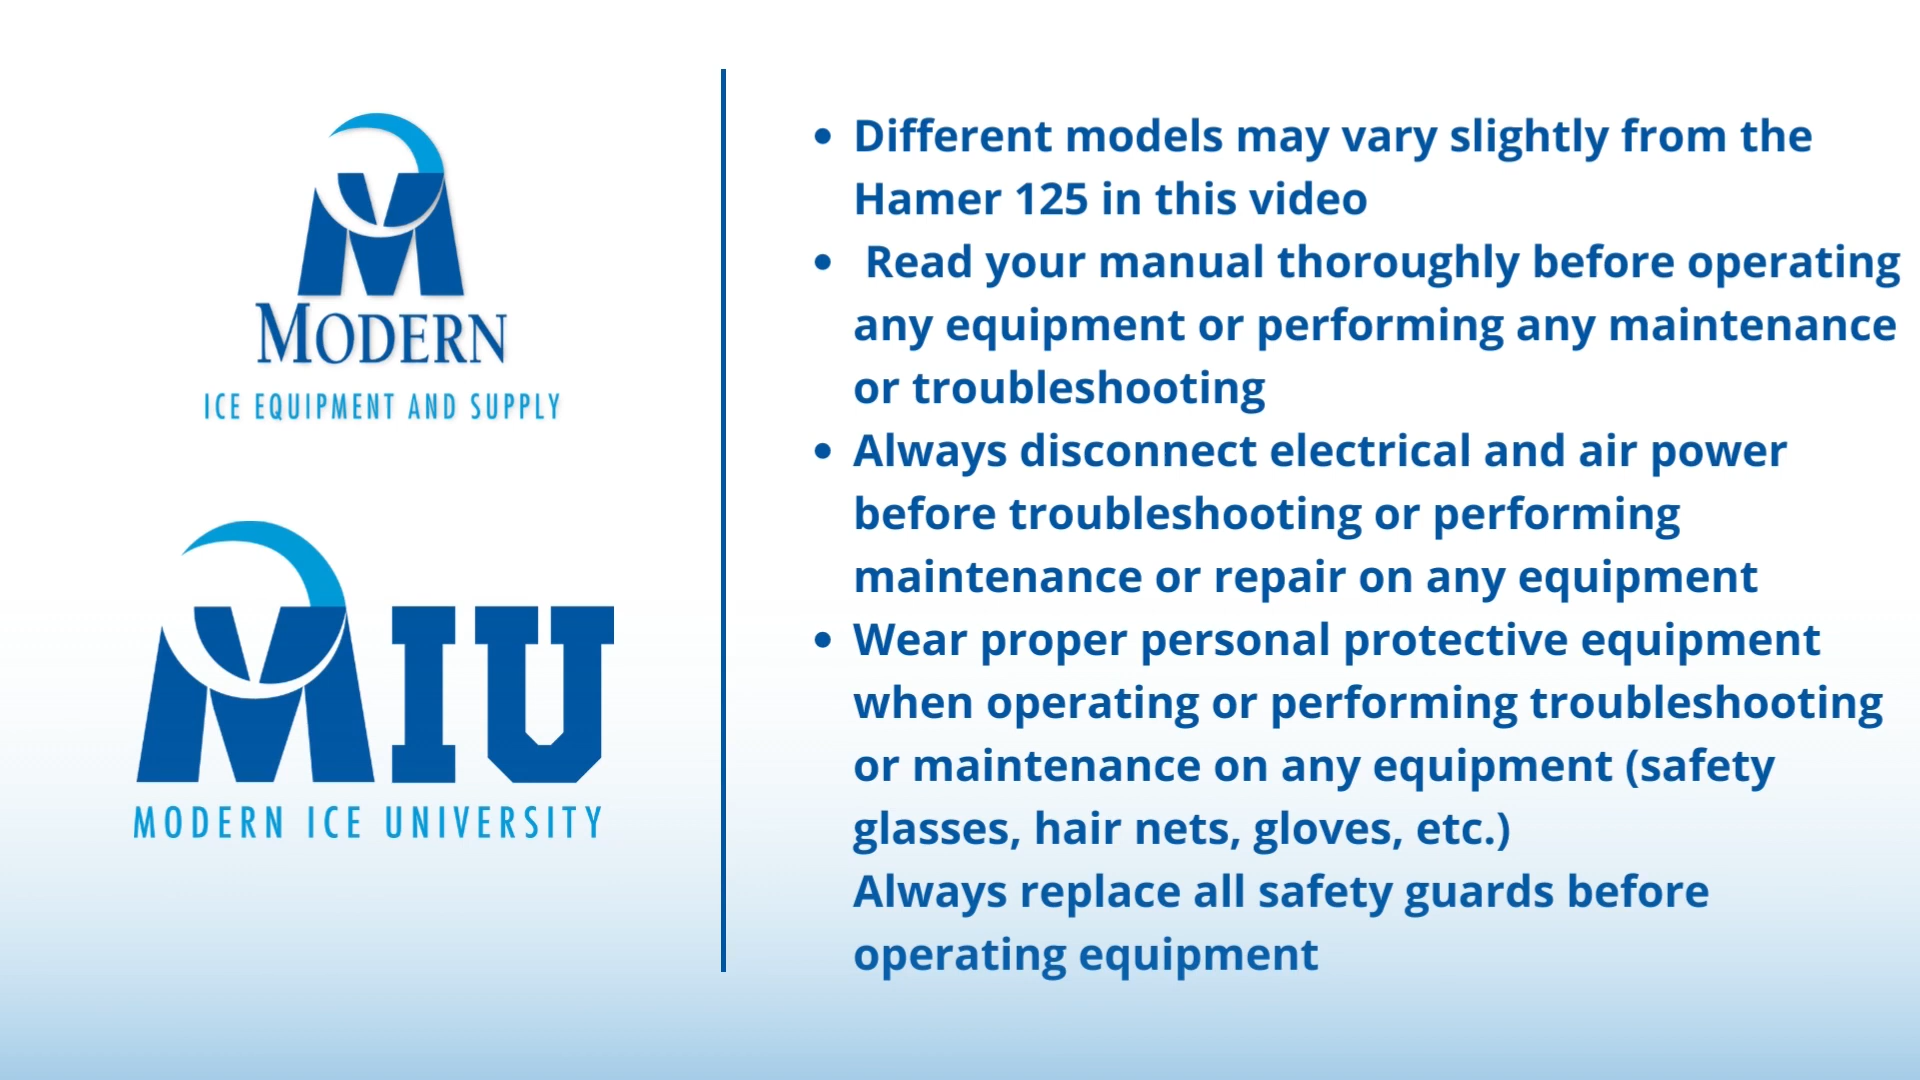 MODERN
ICE EQUIPMENT AND SUPPLY
MIU
MODERN ICE UNIVERSITY
• Different models may vary slightly from the
Hamer 125 in this video
• Read your manual thoroughly before operating
any equipment or performing any maintenance
or troubleshooting
• Always disconnect electrical and air power
before troubleshooting or performing
maintenance or repair on any equipment
• Wear proper personal protective equipment
when operating or performing troubleshooting
or maintenance on any equipment (safety
glasses, hair nets, gloves, etc.)
Always replace all safety guards before
operating equipment